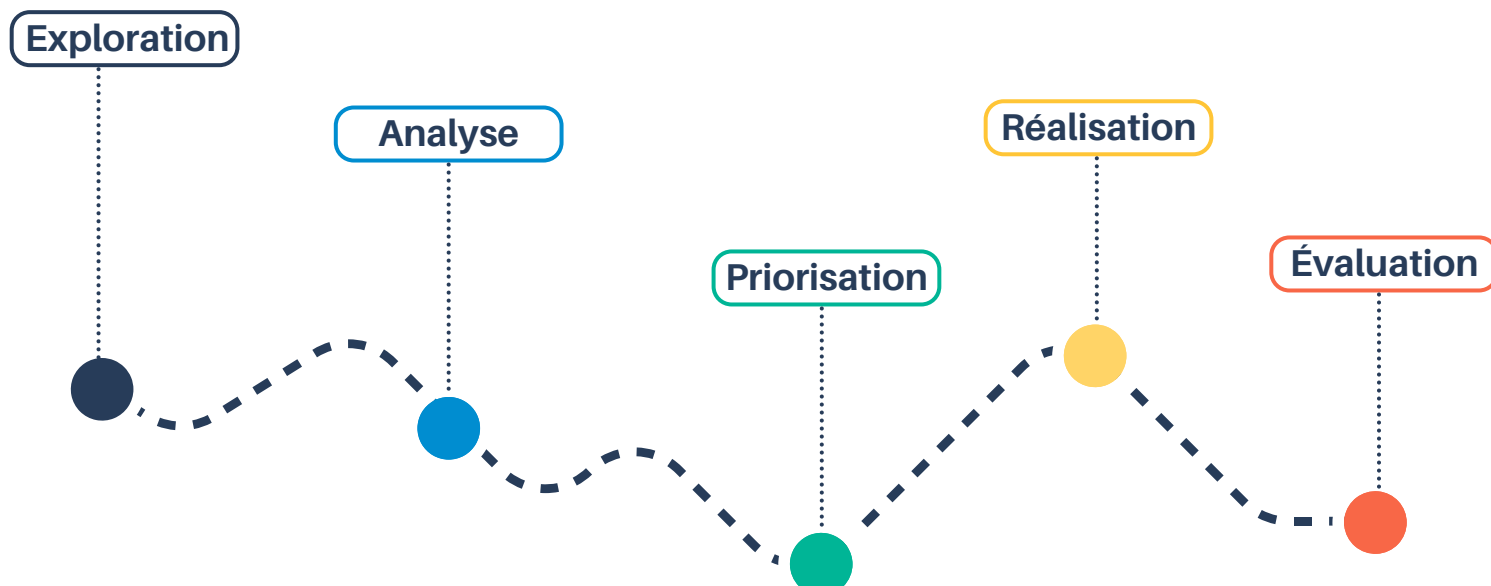 Exploration
Analyse
Priorisation
Réalisation
Évaluation